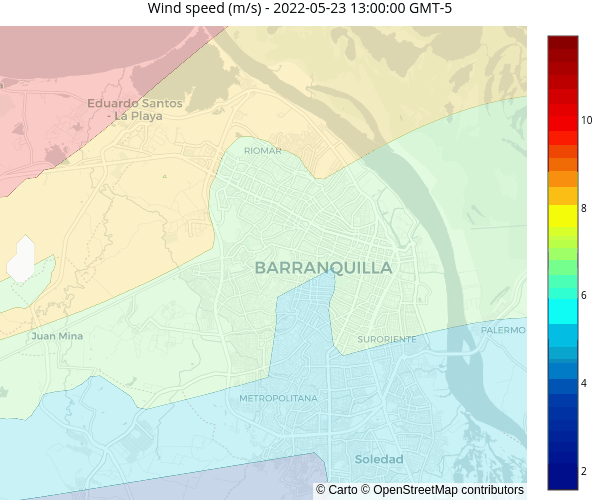 Wind speed (m/s) - 2022-05-23 13:00:00 GMT-5
Eduardo Santos
- La Playa
RIOMAR
BARRANQUILLA
Juan Mina
SURORIENTE
PALERMO
METROPOLITANA
Soledad
© Carto © OpenStreetMap contributors
10
8
6
4
2